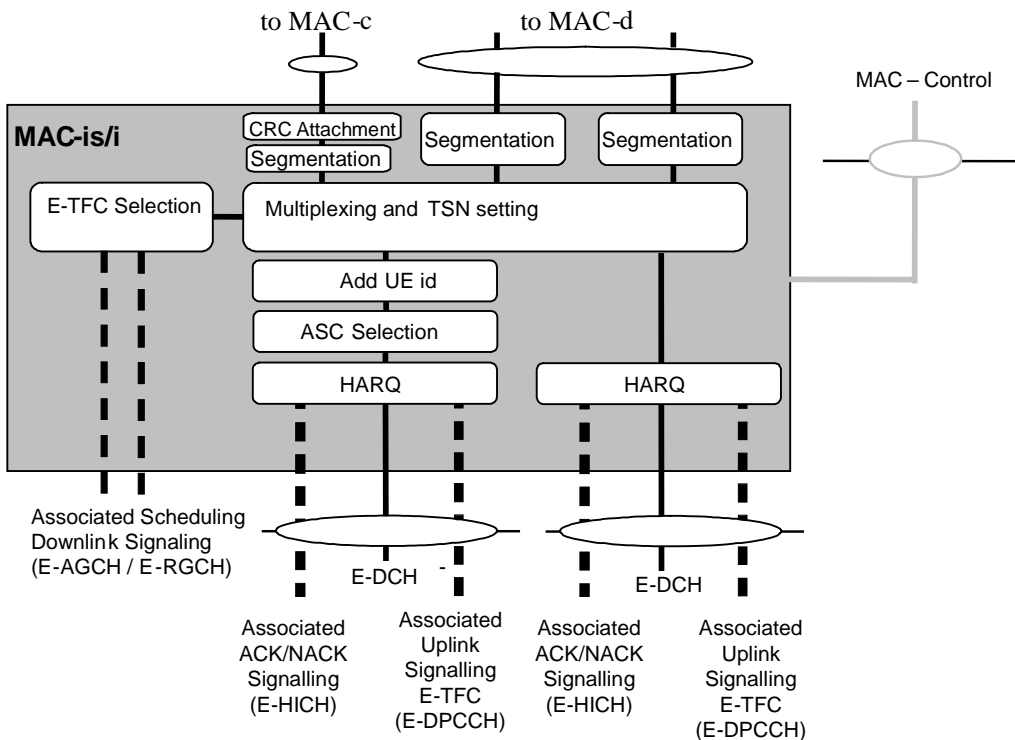 to MAC-c
to MAC-d
MAC – Control
MAC-is/i
CRC Attachment
Segmentation
Segmentation
Segmentation
E-TFC Selection
Multiplexing and TSN setting
Add UE id
ASC Selection
HARQ
HARQ
Associated Scheduling
Downlink Signaling
(E-AGCH / E-RGCH)
E-DCH -
E-DCH
Associated
ACK/NACK
Signalling
(E-HICH)
Associated
Uplink
Signalling
E-TFC
(E-DPCCH)
Associated
ACK/NACK
Signalling
(E-HICH)
Associated
Uplink
Signalling
E-TFC
(E-DPCCH)